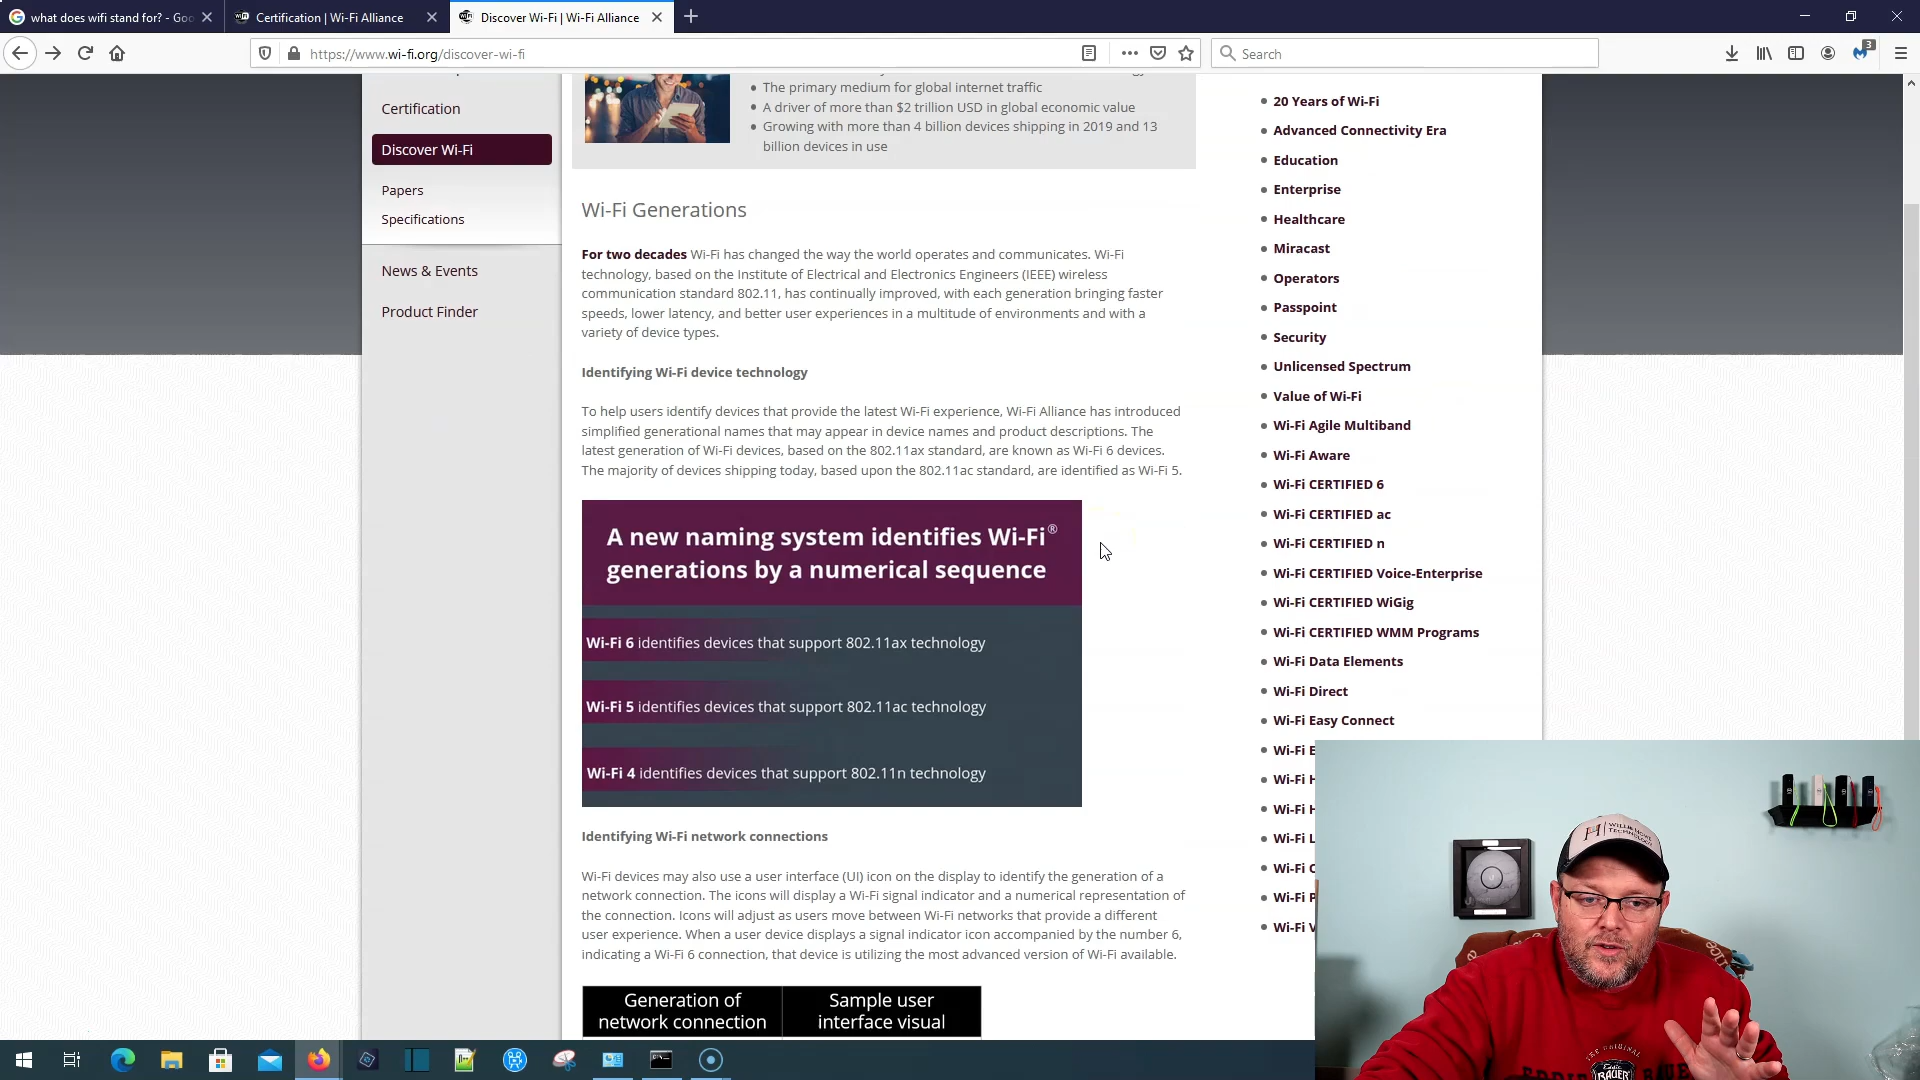 what does wifi stand for? - Goo
Certification | Wi-Fi Alliance
Discover Wi-Fi | Wi-Fi Alliance
https://www.wi-fi.org/discover-wi-fi
Search
3
Certification
Discover Wi-Fi
Papers
Specifications
News & Events
Product Finder
The primary medium for global internet traffic
A driver of more than $2 trillion USD in global economic value
Growing with more than 4 billion devices shipping in 2019 and 13
billion devices in use
Wi-Fi Generations
For two decades Wi-Fi has changed the way the world operates and communicates. Wi-Fi
technology, based on the Institute of Electrical and Electronics Engineers (IEEE) wireless
communication standard 802.11, has continually improved, with each generation bringing faster
speeds, lower latency, and better user experiences in a multitude of environments and with a
variety of device types.
Identifying Wi-Fi device technology
To help users identify devices that provide the latest Wi-Fi experience, Wi-Fi Alliance has introduced
simplified generational names that may appear in device names and product descriptions. The
latest generation of Wi-Fi devices, based on the 802.11ax standard, are known as Wi-Fi 6 devices.
The majority of devices shipping today, based upon the 802.11ac standard, are identified as Wi-Fi 5.
A new naming system identifies Wi-Fi®
generations by a numerical sequence
Wi-Fi 6 identifies devices that support 802.11ax technology
Wi-Fi 5 identifies devices that support 802.11ac technology
Wi-Fi 4 identifies devices that support 802.11n technology
Identifying Wi-Fi network connections
Wi-Fi devices may also use a user interface (UI) icon on the display to identify the generation of a
network connection. The icons will display a Wi-Fi signal indicator and a numerical representation of
the connection. Icons will adjust as users move between Wi-Fi networks that provide a different
user experience. When a user device displays a signal indicator icon accompanied by the number 6,
indicating a Wi-Fi 6 connection, that device is utilizing the most advanced version of Wi-Fi available.
Generation of
network connection
Sample user
interface visual
20 Years of Wi-Fi
Advanced Connectivity Era
Education
Enterprise
Healthcare
Miracast
Operators
Passpoint
Security
Unlicensed Spectrum
Value of Wi-Fi
Wi-Fi Agile Multiband
Wi-Fi Aware
Wi-Fi CERTIFIED 6
Wi-Fi CERTIFIED ac
Wi-Fi CERTIFIED n
Wi-Fi CERTIFIED Voice-Enterprise
Wi-Fi CERTIFIED WiGig
Wi-Fi CERTIFIED WMM Programs
Wi-Fi Data Elements
Wi-Fi Direct
Wi-Fi Easy Connect
Wi-Fi E
Wi-Fi H
Wi-Fi H
Wi-Fi L
Wi-Fi O
Wi-Fi P
Wi-Fi V
TECHNOLOGY
THE ORIGINAL
Eddie
BAUER